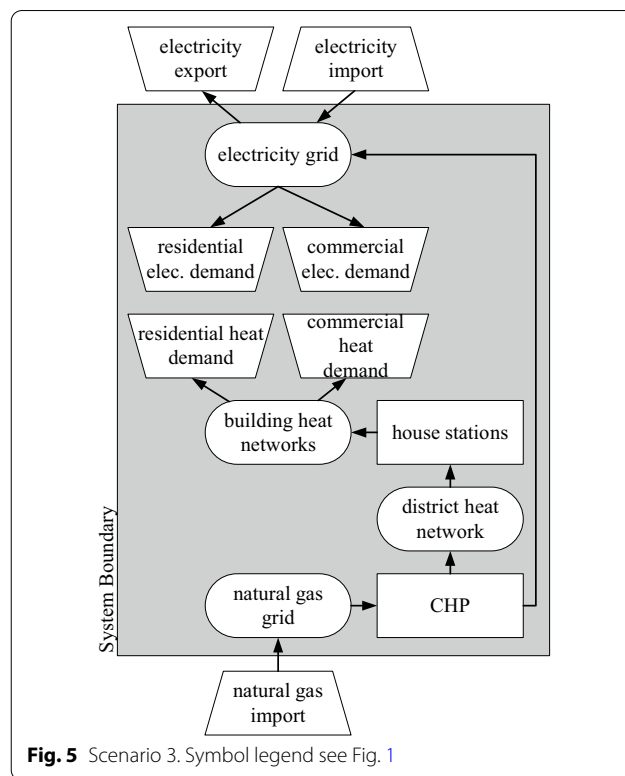 electricity
export
electricity
import
electricity grid
residential
elec. demand
commercial
elec. demand
residential heat
demand
commercial
heat
demand
building heat
networks
house stations
district heat
network
natural gas
grid
CHP
System Boundary
natural gas
import
Fig. 5 Scenario 3. Symbol legend see Fig. 1